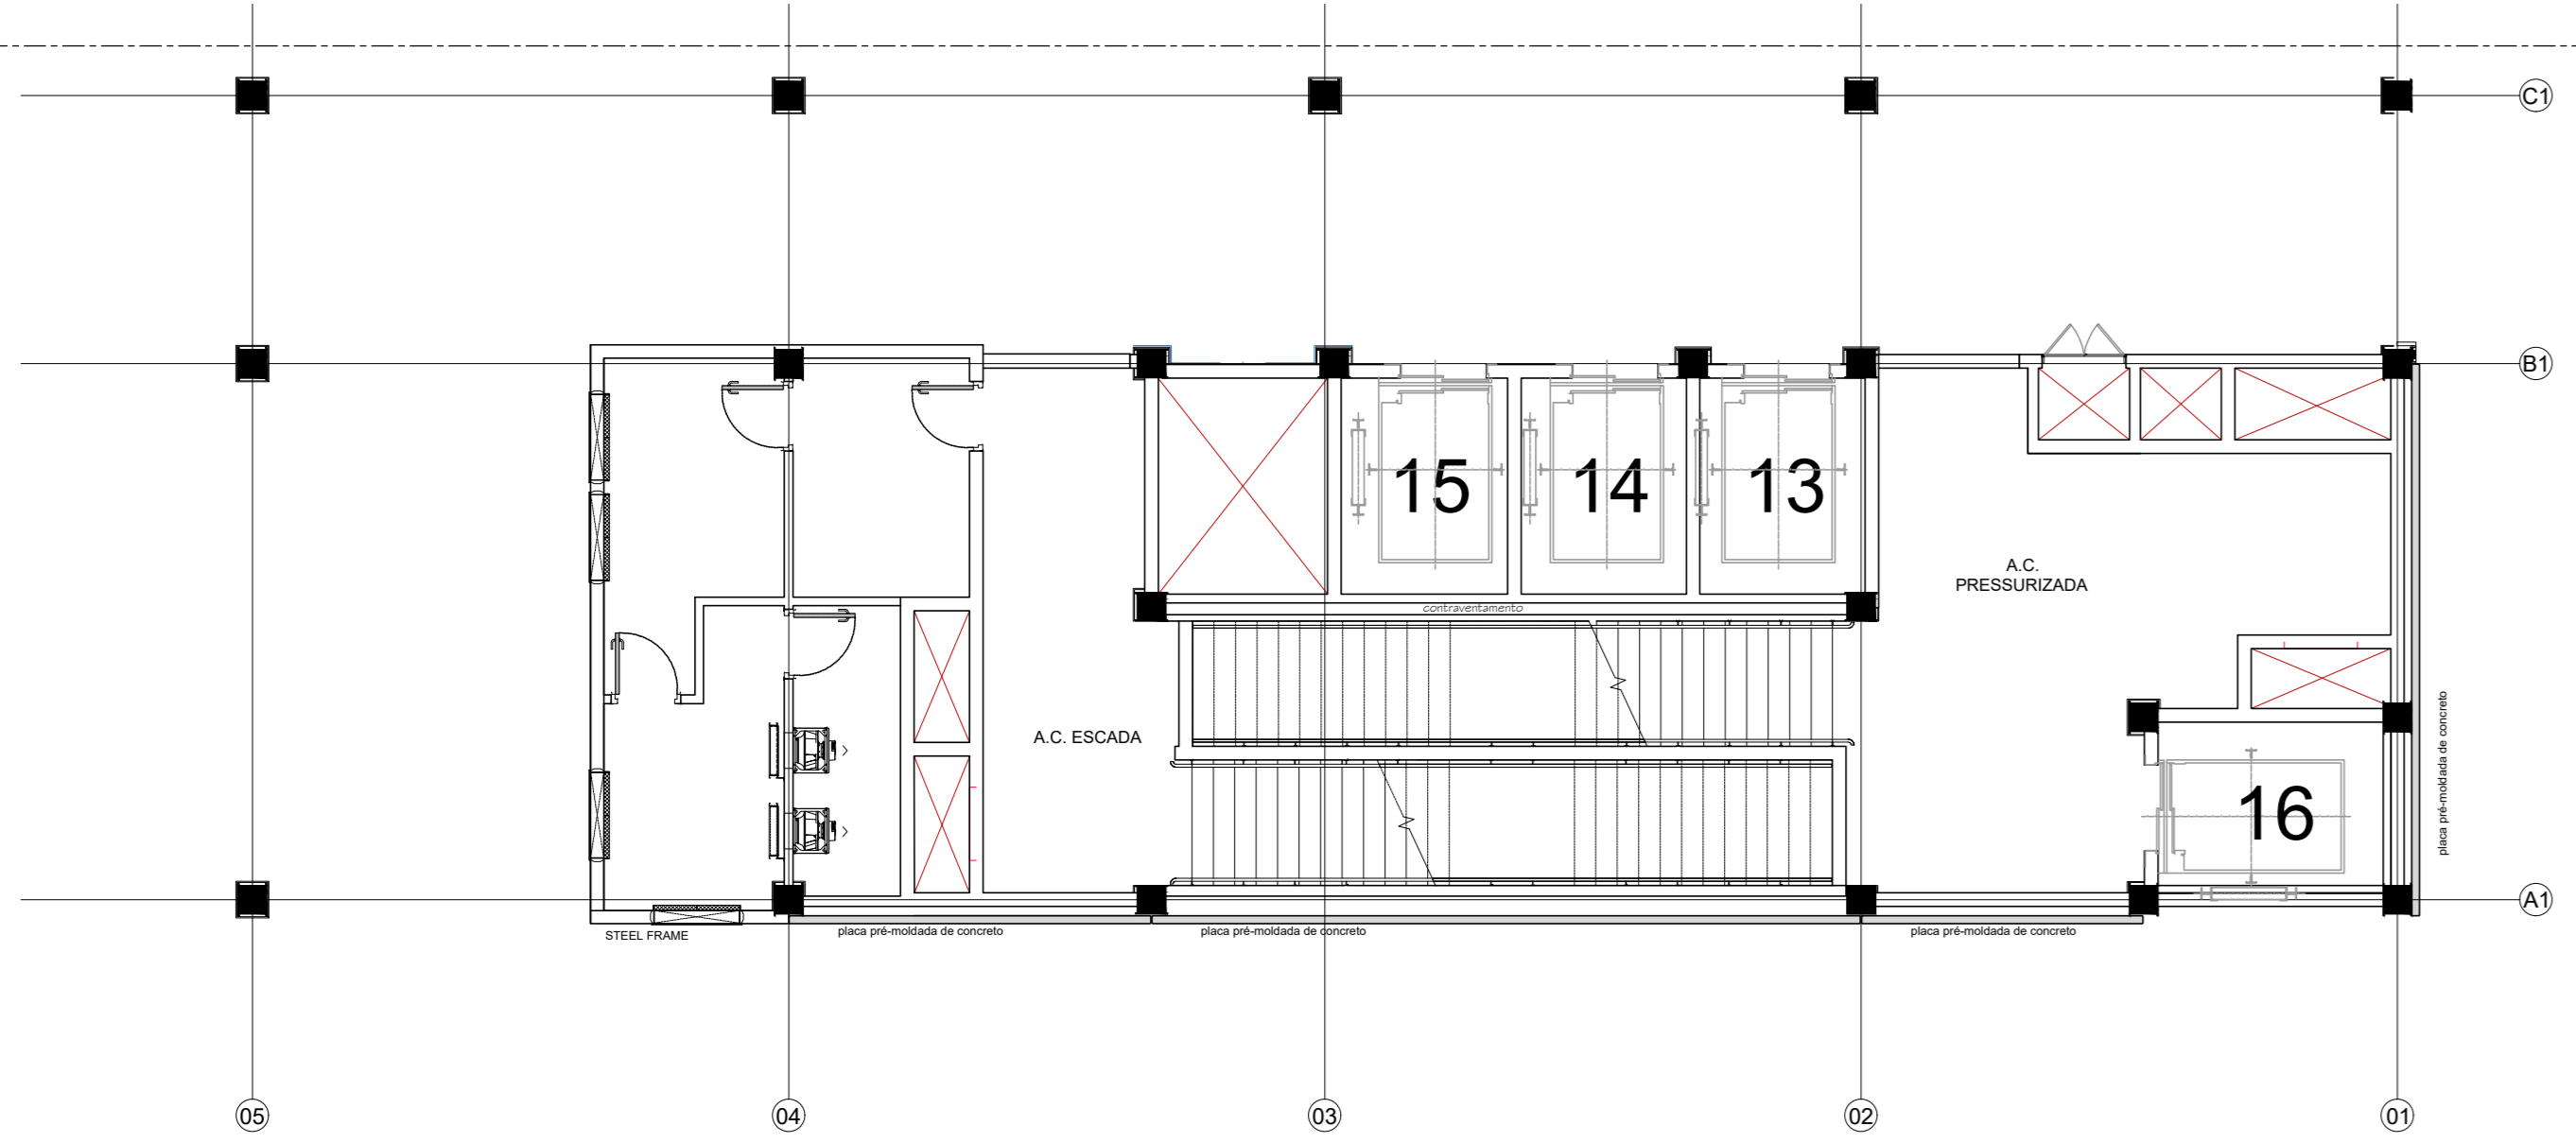 C1
B1
15
14
13
A.C.
PRESSURIZADA
contraventamento
A.C. ESCADA
placa pré-moldada de concreto
16
A1
STEEL FRAME
placa pré-moldada de concreto
placa pré-moldada de concreto
placa pré-moldada de concreto
05
04
03
02
01